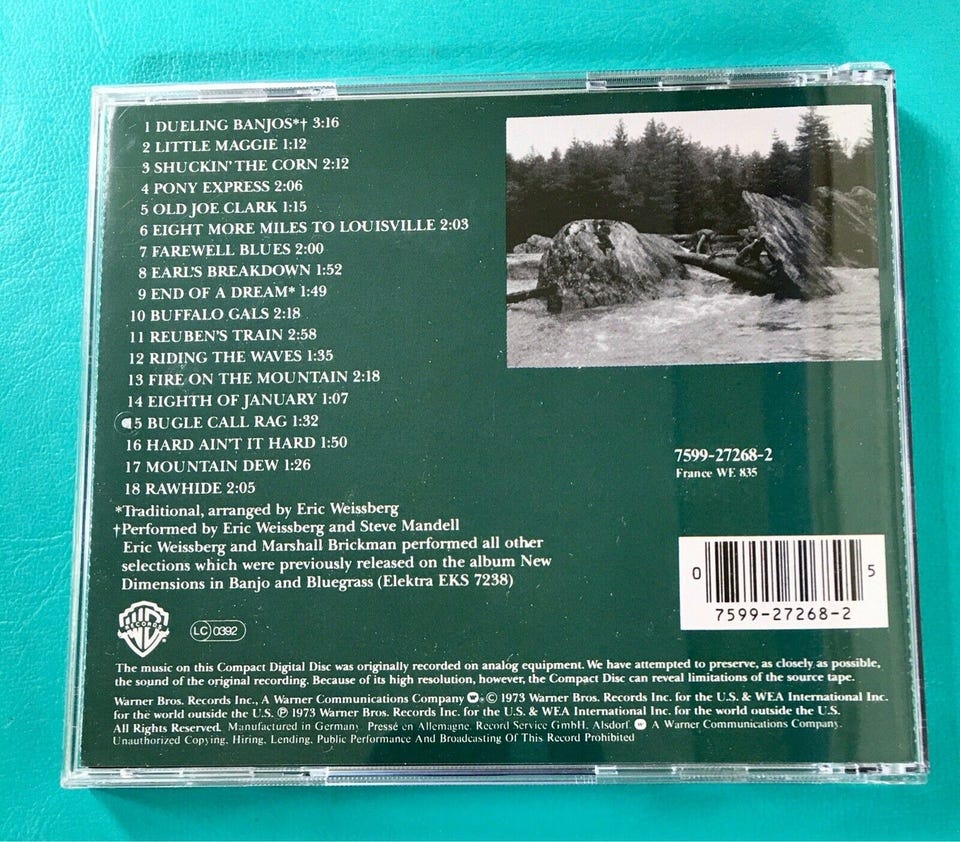 1 DUELING BANJOS*† 3:16
2 LITTLE MAGGIE 1:12
3 SHUCKIN' THE CORN 2:12
4 PONY EXPRESS 2:06
5 OLD JOE CLARK 1:15
6 EIGHT MORE MILES TO LOUISVILLE 2:03
7 FAREWELL BLUES 2:00
8 EARL'S BREAKDOWN 1:52
9 END OF A DREAM* 1:49
10 BUFFALO GALS 2:18
11 REUBEN'S TRAIN 2:58
12 RIDING THE WAVES 1:35
13 FIRE ON THE MOUNTAIN 2:18
14 EIGHTH OF JANUARY 1:07
15 BUGLE CALL RAG 1:32
16 HARD AIN'T IT HARD 1:50
17 MOUNTAIN DEW 1:26
18 RAWHIDE 2:05
*Traditional, arranged by Eric Weissberg
†Performed by Eric Weissberg and Steve Mandell
Eric Weissberg and Marshall Brickman performed all other
selections which were previously released on the album New
Dimensions in Banjo and Bluegrass (Elektra EKS 7238)
7599-27268-2
France WE 835
0 5
7599-27268-2
WB RECORDS
LC 0392
The music on this Compact Digital Disc was originally recorded on analog equipment. We have attempted to preserve, as closely as possible,
the sound of the original recording. Because of its high resolution, however, the Compact Disc can reveal limitations of the source tape.
Warner Bros. Records Inc., A Warner Communications Company © 1973 Warner Bros. Records Inc. for the U.S. & WEA International Inc.
for the world outside the U.S. ℗ 1973 Warner Bros. Records Inc. for the U.S. & WEA International Inc. for the world outside the U.S.
All Rights Reserved. Manufactured in Germany. Pressé en Allemagne. Record Service GmbH, Alsdorf. A Warner Communications Company.
Unauthorized Copying, Hiring, Lending, Public Performance And Broadcasting Of This Record Prohibited